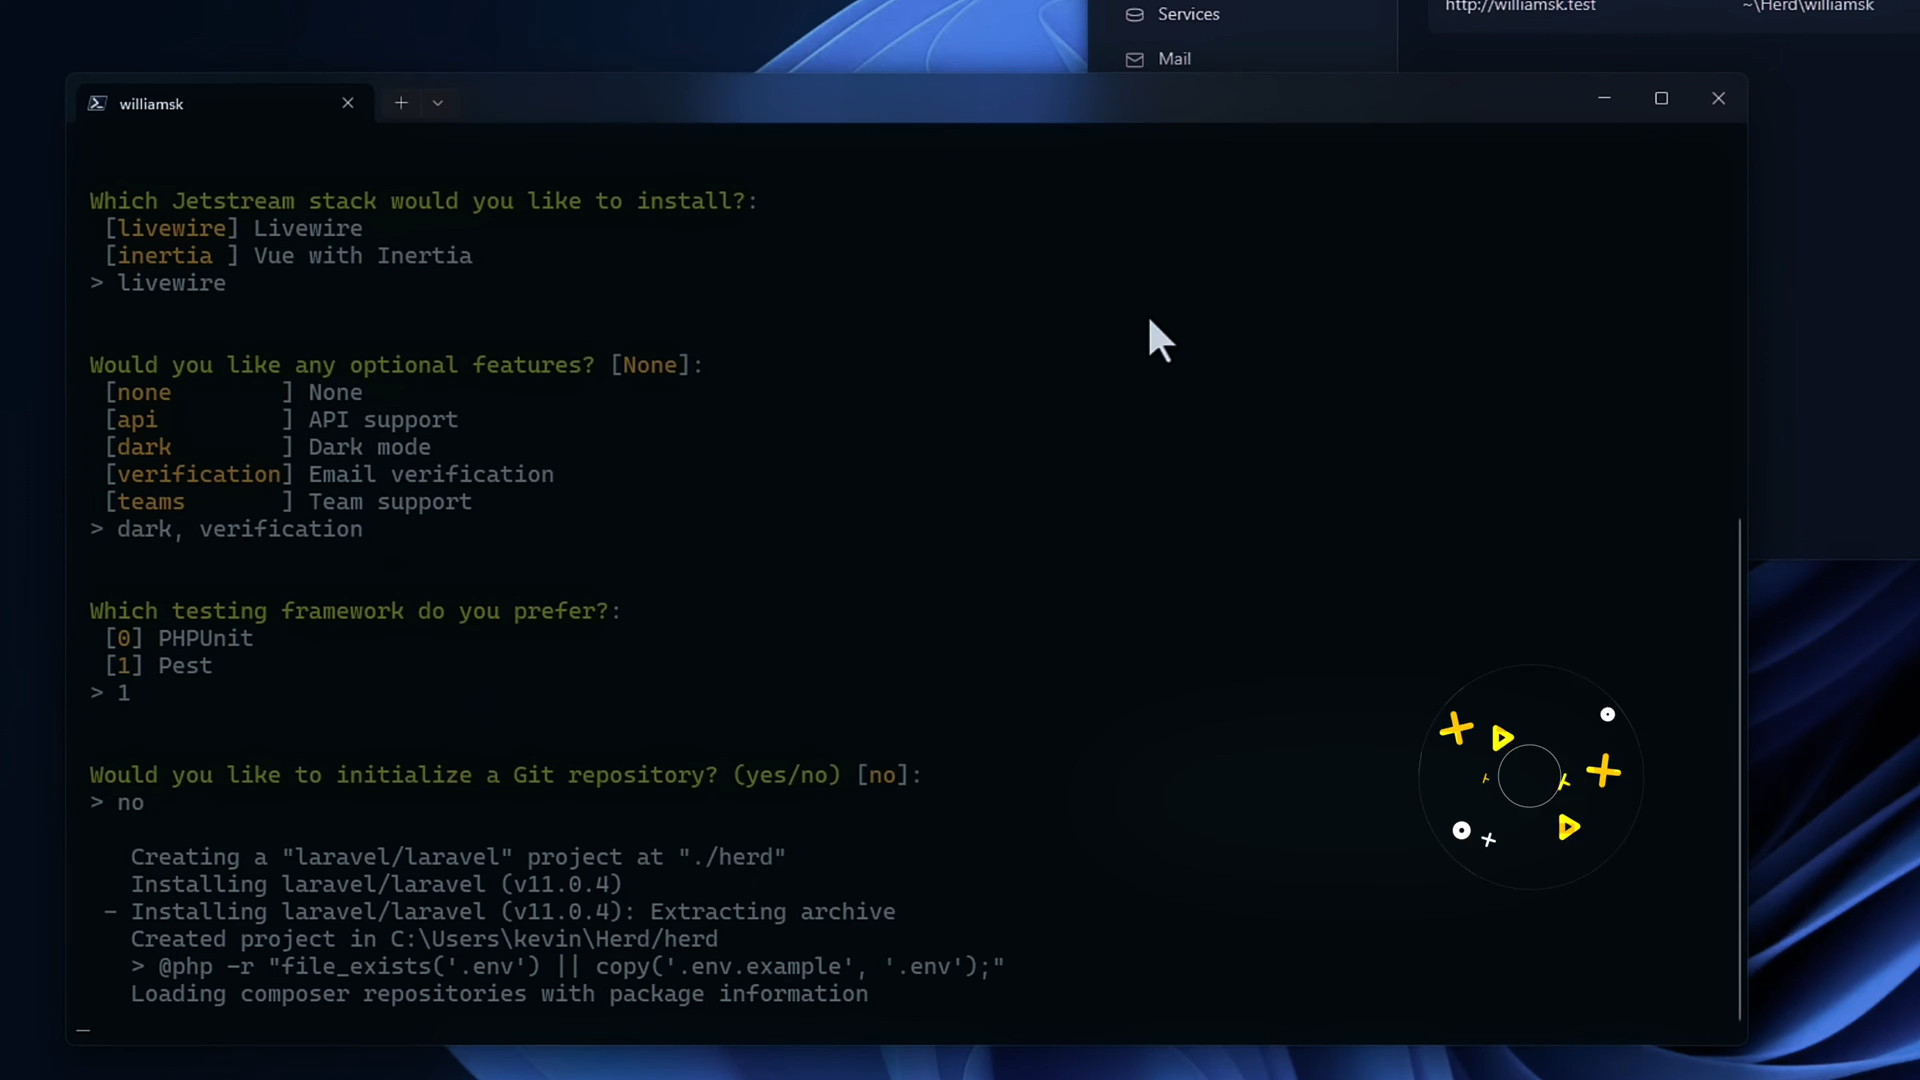 Services
http://williamsk.test
~\Herd\williamsk
Mail
williamsk
Which Jetstream stack would you like to install?:
[livewire] Livewire
[inertia ] Vue with Inertia
> livewire
Would you like any optional features? [None]:
[none        ] None
[api         ] API support
[dark        ] Dark mode
[verification] Email verification
[teams       ] Team support
> dark, verification
Which testing framework do you prefer?:
[0] PHPUnit
[1] Pest
> 1
Would you like to initialize a Git repository? (yes/no) [no]:
> no
Creating a "laravel/laravel" project at "./herd"
Installing laravel/laravel (v11.0.4)
- Installing laravel/laravel (v11.0.4): Extracting archive
Created project in C:\Users\kevin\Herd/herd
> @php -r "file_exists('.env') || copy('.env.example', '.env');"
Loading composer repositories with package information